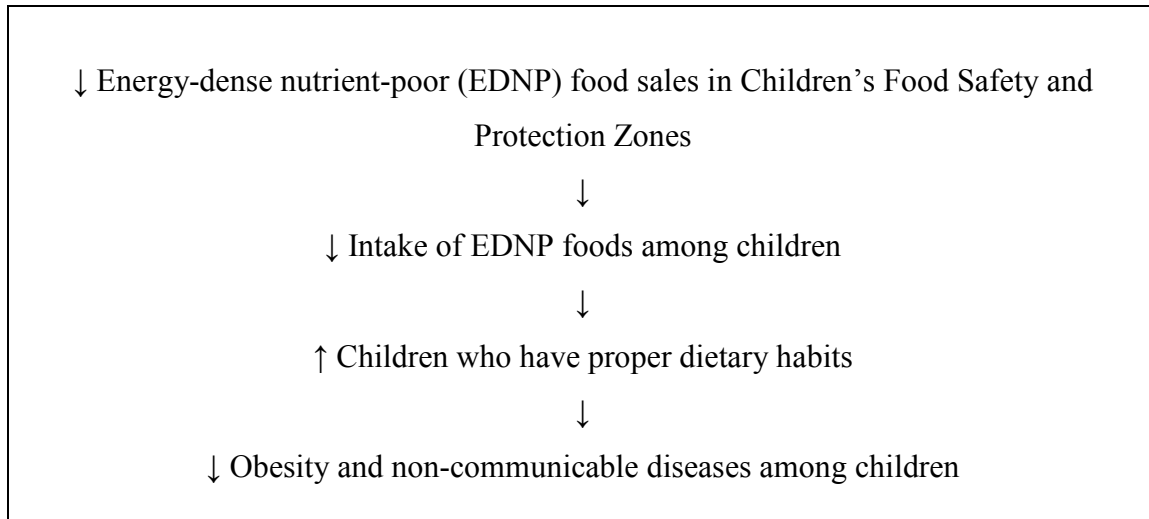 ↓ Energy-dense nutrient-poor (EDNP) food sales in Children’s Food Safety and
Protection Zones
↓
↓ Intake of EDNP foods among children
↓
↑ Children who have proper dietary habits
↓
↓ Obesity and non-communicable diseases among children